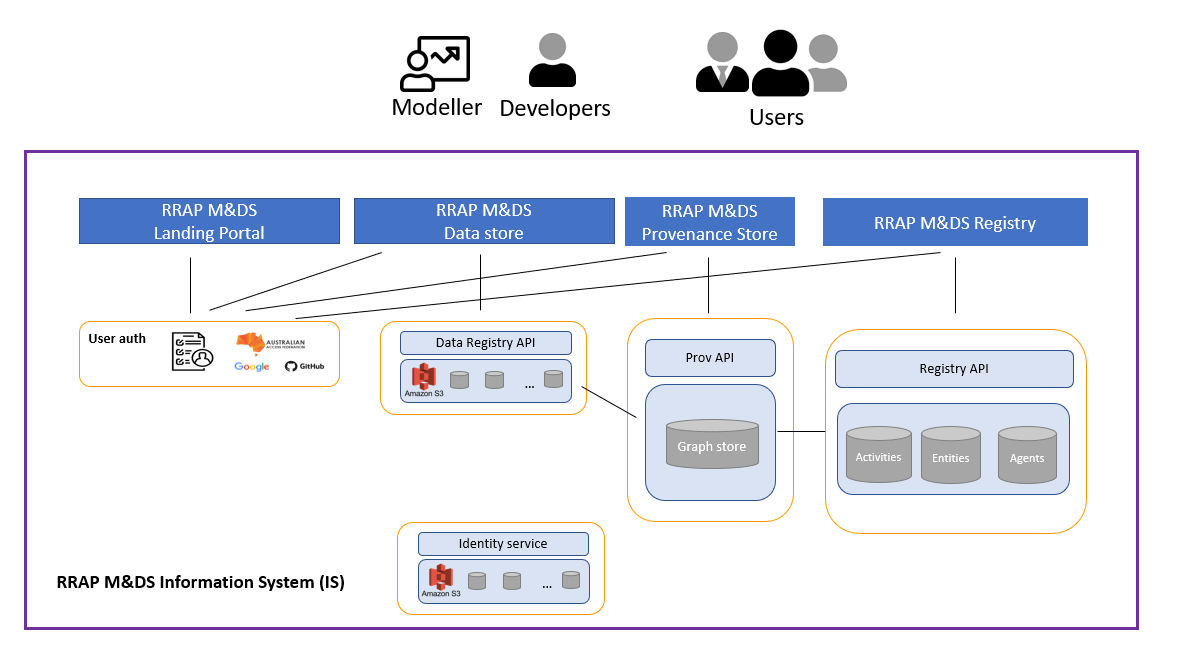 Modeller
Developers
Users
RRAP M&DS
Landing Portal
RRAP M&DS
Data store
RRAP M&DS
Provenance Store
RRAP M&DS Registry
User auth
AUSTRALIAN
ACCESS FEDERATION
Google
GitHub
Data Registry API
Amazon S3
...
Prov API
Graph store
Registry API
Activities
Entities
Agents
Identity service
Amazon S3
...
RRAP M&DS Information System (IS)